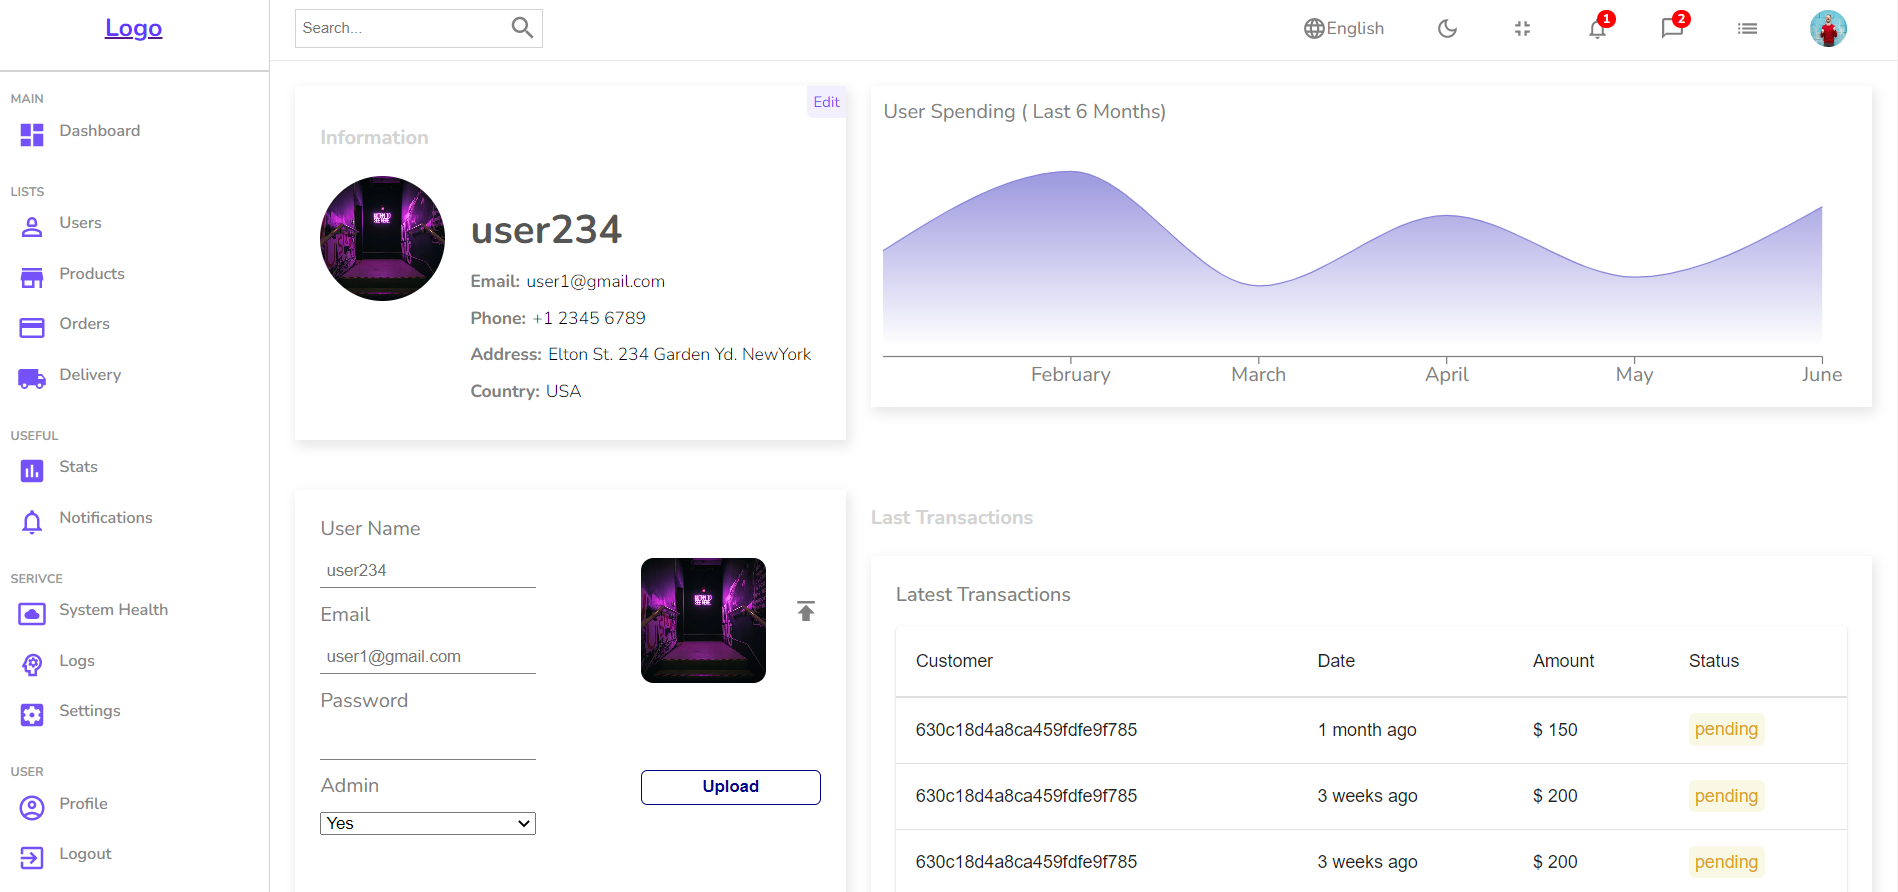 Logo
Search...
English
1
2
MAIN
Dashboard
LISTS
Users
Products
Orders
Delivery
USEFUL
Stats
Notifications
SERIVCE
System Health
Logs
Settings
USER
Profile
Logout
Edit
Information
user234
Email: user1@gmail.com
Phone: +1 2345 6789
Address: Elton St. 234 Garden Yd. NewYork
Country: USA
User Spending ( Last 6 Months)
February March April May June
User Name
user234
Email
user1@gmail.com
Password
Admin
Yes
Upload
Last Transactions
Latest Transactions
Customer Date Amount Status
630c18d4a8ca459fdfe9f785 1 month ago $ 150 pending
630c18d4a8ca459fdfe9f785 3 weeks ago $ 200 pending
630c18d4a8ca459fdfe9f785 3 weeks ago $ 200 pending